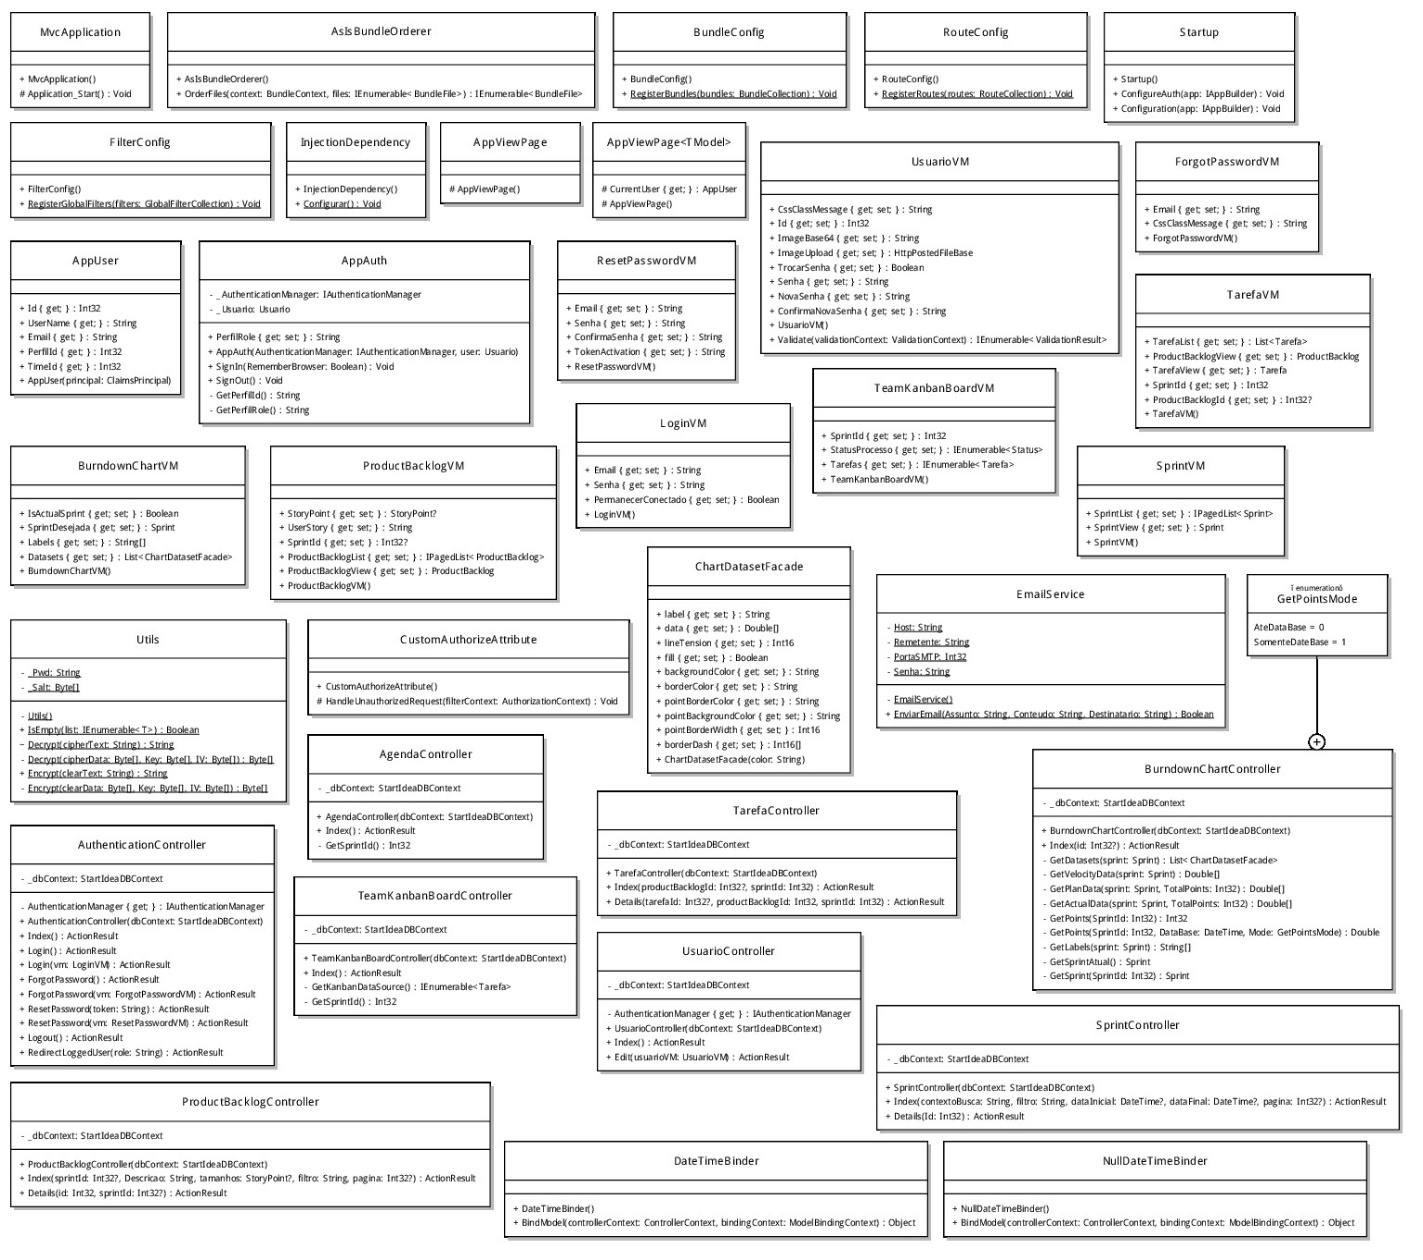 MvcApplication
+ MvcApplication()
# Application_Start() : Void
AsIsBundleOrderer
+ AsIsBundleOrderer()
+ OrderFiles(context: BundleContext, files: IEnumerable<BundleFile>) : IEnumerable<BundleFile>
BundleConfig
+ BundleConfig()
+ RegisterBundles(bundles: BundleCollection) : Void
RouteConfig
+ RouteConfig()
+ RegisterRoutes(routes: RouteCollection) : Void
Startup
+ Startup()
+ ConfigureAuth(app: IAppBuilder) : Void
+ Configuration(app: IAppBuilder) : Void
FilterConfig
+ FilterConfig()
+ RegisterGlobalFilters(filters: GlobalFilterCollection) : Void
InjectionDependency
+ InjectionDependency()
+ Configurar() : Void
AppViewPage
# AppViewPage()
AppViewPage<TModel>
# CurrentUser { get; } : AppUser
# AppViewPage()
UsuarioVM
+ CssClassMessage { get; set; } : String
+ Id { get; set; } : Int32
+ ImageBase64 { get; set; } : String
+ ImageUpload { get; set; } : HttpPostedFileBase
+ TrocarSenha { get; set; } : Boolean
+ Senha { get; set; } : String
+ NovaSenha { get; set; } : String
+ ConfirmaNovaSenha { get; set; } : String
+ UsuarioVM()
+ Validate(validationContext: ValidationContext) : IEnumerable<ValidationResult>
ForgotPasswordVM
+ Email { get; set; } : String
+ CssClassMessage { get; set; } : String
+ ForgotPasswordVM()
AppUser
+ Id { get; } : Int32
+ UserName { get; } : String
+ Email { get; } : String
+ PerfilId { get; } : Int32
+ TimeId { get; } : Int32
+ AppUser(principal: ClaimsPrincipal)
AppAuth
- _AuthenticationManager: IAuthenticationManager
- _Usuario: Usuario
+ PerfilRole { get; set; } : String
+ AppAuth(AuthenticationManager: IAuthenticationManager, user: Usuario)
+ SignIn(RememberBrowser: Boolean) : Void
+ SignOut() : Void
- GetPerfilId() : String
- GetPerfilRole() : String
ResetPasswordVM
+ Email { get; set; } : String
+ Senha { get; set; } : String
+ ConfirmaSenha { get; set; } : String
+ TokenActivation { get; set; } : String
+ ResetPasswordVM()
TarefaVM
+ TarefaList { get; set; } : List<Tarefa>
+ ProductBacklogView { get; set; } : ProductBacklog
+ TarefaView { get; set; } : Tarefa
+ SprintId { get; set; } : Int32
+ ProductBacklogId { get; set; } : Int32?
+ TarefaVM()
TeamKanbanBoardVM
+ SprintId { get; set; } : Int32
+ StatusProcesso { get; set; } : IEnumerable<Status>
+ Tarefas { get; set; } : IEnumerable<Tarefa>
+ TeamKanbanBoardVM()
LoginVM
+ Email { get; set; } : String
+ Senha { get; set; } : String
+ PermanecerConectado { get; set; } : Boolean
+ LoginVM()
BurndownChartVM
+ IsActualSprint { get; set; } : Boolean
+ SprintDesejada { get; set; } : Sprint
+ Labels { get; set; } : String[]
+ Datasets { get; set; } : List<ChartDatasetFacade>
+ BurndownChartVM()
ProductBacklogVM
+ StoryPoint { get; set; } : StoryPoint?
+ UserStory { get; set; } : String
+ SprintId { get; set; } : Int32?
+ ProductBacklogList { get; set; } : IPagedList<ProductBacklog>
+ ProductBacklogView { get; set; } : ProductBacklog
+ ProductBacklogVM()
SprintVM
+ SprintList { get; set; } : IPagedList<Sprint>
+ SprintView { get; set; } : Sprint
+ SprintVM()
ChartDatasetFacade
+ label { get; set; } : String
+ data { get; set; } : Double[]
+ lineTension { get; set; } : Int16
+ fill { get; set; } : Boolean
+ backgroundColor { get; set; } : String
+ borderColor { get; set; } : String
+ pointBorderColor { get; set; } : String
+ pointBackgroundColor { get; set; } : String
+ pointBorderWidth { get; set; } : Int16
+ borderDash { get; set; } : Int16[]
+ ChartDatasetFacade(color: String)
EmailService
- Host: String
- Remetente: String
- PortaSMTP: Int32
- Senha: String
- EmailService()
+ EnviarEmail(Assunto: String, Conteudo: String, Destinatario: String) : Boolean
ï enumerationð
GetPointsMode
AteDataBase = 0
SomenteDateBase = 1
Utils
- _Pwd: String
- _Salt: Byte[]
- Utils()
+ IsEmpty(list: IEnumerable<T>) : Boolean
~ Decrypt(cipherText: String) : String
- Decrypt(cipherData: Byte[], Key: Byte[], IV: Byte[]) : Byte[]
+ Encrypt(clearText: String) : String
- Encrypt(clearData: Byte[], Key: Byte[], IV: Byte[]) : Byte[]
CustomAuthorizeAttribute
+ CustomAuthorizeAttribute()
# HandleUnauthorizedRequest(filterContext: AuthorizationContext) : Void
AgendaController
- _dbContext: StartIdeaDBContext
+ AgendaController(dbContext: StartIdeaDBContext)
+ Index() : ActionResult
- GetSprintId() : Int32
BurndownChartController
- _dbContext: StartIdeaDBContext
+ BurndownChartController(dbContext: StartIdeaDBContext)
+ Index(id: Int32?) : ActionResult
- GetDatasets(sprint: Sprint) : List<ChartDatasetFacade>
- GetVelocityData(sprint: Sprint) : Double[]
- GetPlanData(sprint: Sprint, TotalPoints: Int32) : Double[]
- GetActualData(sprint: Sprint, TotalPoints: Int32) : Double[]
- GetPoints(SprintId: Int32) : Int32
- GetPoints(SprintId: Int32, DataBase: DateTime, Mode: GetPointsMode) : Double
- GetLabels(sprint: Sprint) : String[]
- GetSprintAtual() : Sprint
- GetSprint(SprintId: Int32) : Sprint
TarefaController
- _dbContext: StartIdeaDBContext
+ TarefaController(dbContext: StartIdeaDBContext)
+ Index(productBacklogId: Int32?, sprintId: Int32) : ActionResult
+ Details(tarefaId: Int32?, productBacklogId: Int32, sprintId: Int32) : ActionResult
AuthenticationController
- _dbContext: StartIdeaDBContext
- AuthenticationManager { get; } : IAuthenticationManager
+ AuthenticationController(dbContext: StartIdeaDBContext)
+ Index() : ActionResult
+ Login() : ActionResult
+ Login(vm: LoginVM) : ActionResult
+ ForgotPassword() : ActionResult
+ ForgotPassword(vm: ForgotPasswordVM) : ActionResult
+ ResetPassword(token: String) : ActionResult
+ ResetPassword(vm: ResetPasswordVM) : ActionResult
+ Logout() : ActionResult
+ RedirectLoggedUser(role: String) : ActionResult
TeamKanbanBoardController
- _dbContext: StartIdeaDBContext
+ TeamKanbanBoardController(dbContext: StartIdeaDBContext)
+ Index() : ActionResult
- GetKanbanDataSource() : IEnumerable<Tarefa>
- GetSprintId() : Int32
UsuarioController
- _dbContext: StartIdeaDBContext
- AuthenticationManager { get; } : IAuthenticationManager
+ UsuarioController(dbContext: StartIdeaDBContext)
+ Index() : ActionResult
+ Edit(usuarioVM: UsuarioVM) : ActionResult
SprintController
- _dbContext: StartIdeaDBContext
+ SprintController(dbContext: StartIdeaDBContext)
+ Index(contextoBusca: String, filtro: String, dataInicial: DateTime?, dataFinal: DateTime?, pagina: Int32?) : ActionResult
+ Details(Id: Int32) : ActionResult
ProductBacklogController
- _dbContext: StartIdeaDBContext
+ ProductBacklogController(dbContext: StartIdeaDBContext)
+ Index(sprintId: Int32?, Descricao: String, tamanhos: StoryPoint?, filtro: String, pagina: Int32?) : ActionResult
+ Details(id: Int32, sprintId: Int32?) : ActionResult
DateTimeBinder
+ DateTimeBinder()
+ BindModel(controllerContext: ControllerContext, bindingContext: ModelBindingContext) : Object
NullDateTimeBinder
+ NullDateTimeBinder()
+ BindModel(controllerContext: ControllerContext, bindingContext: ModelBindingContext) : Object